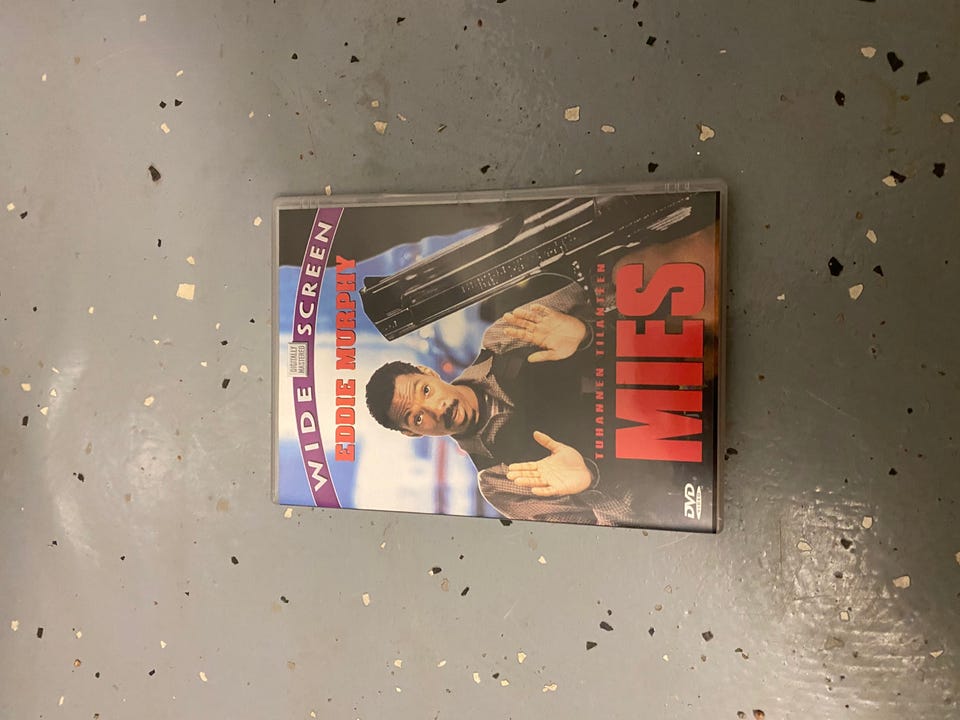 WIDE SCREEN
DIGITALLY
MASTERED
EDDIE MURPHY
TUHANNEN TILANTEEN
MIES
DVD